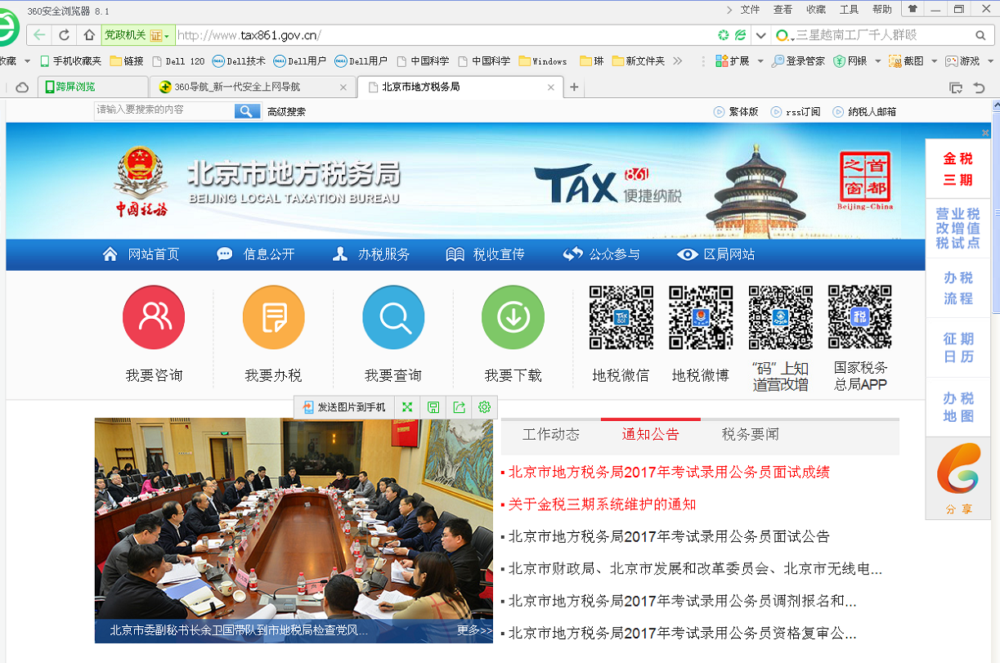 360安全浏览器 8.1
文件 查看 收藏 工具 帮助
党政机关 证 http://www.tax861.gov.cn/ 三星越南工厂千人群殴
收藏 手机收藏夹 链接 Dell 120 Dell技术 Dell用户 Dell用户 中国科学 中国科学 Windows 琳 新文件夹 扩展 登录管家 网银 截图 游戏
跨屏浏览 360导航_新一代安全上网导航 北京市地方税务局
请输入要搜索的内容 高级搜索 繁体版 rss订阅 纳税人邮箱
北京市地方税务局
BEIJING LOCAL TAXATION BUREAU
中国税务
TAX 861 便捷纳税
首都之窗
Beijing-China
网站首页 信息公开 办税服务 税收宣传 公众参与 区局网站
我要咨询 我要办税 我要查询 我要下载 地税微信 地税微博 “码”上知道营改增 国家税务总局APP
金税
三期
营业税
改增值
税试点
办税
流程
征期
日历
办税
地图
分享
发送图片到手机
工作动态 通知公告 税务要闻
北京市地方税务局2017年考试录用公务员面试成绩
关于金税三期系统维护的通知
北京市地方税务局2017年考试录用公务员面试公告
北京市财政局、北京市发展和改革委员会、北京市无线电...
北京市地方税务局2017年考试录用公务员调剂报名和...
北京市地方税务局2017年考试录用公务员资格复审公...
北京市委副秘书长余卫国带队到市地税局检查党风... 更多>>